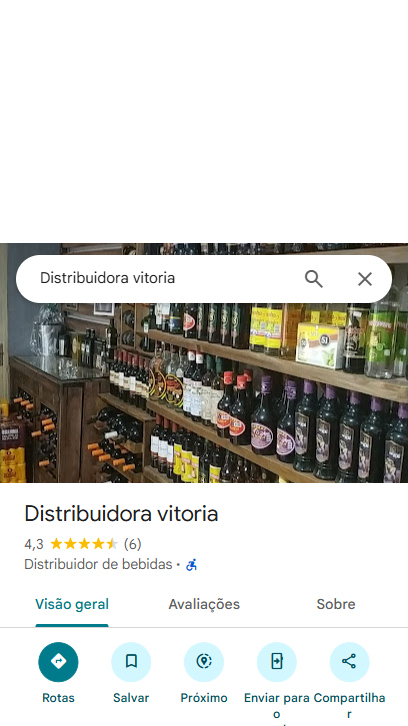 Distribuidora vitoria
51
Distribuidora vitoria
4,3 (6)
Distribuidor de bebidas ·
Visão geral Avaliações Sobre
Rotas Salvar Próximo Enviar para o Compartilhar